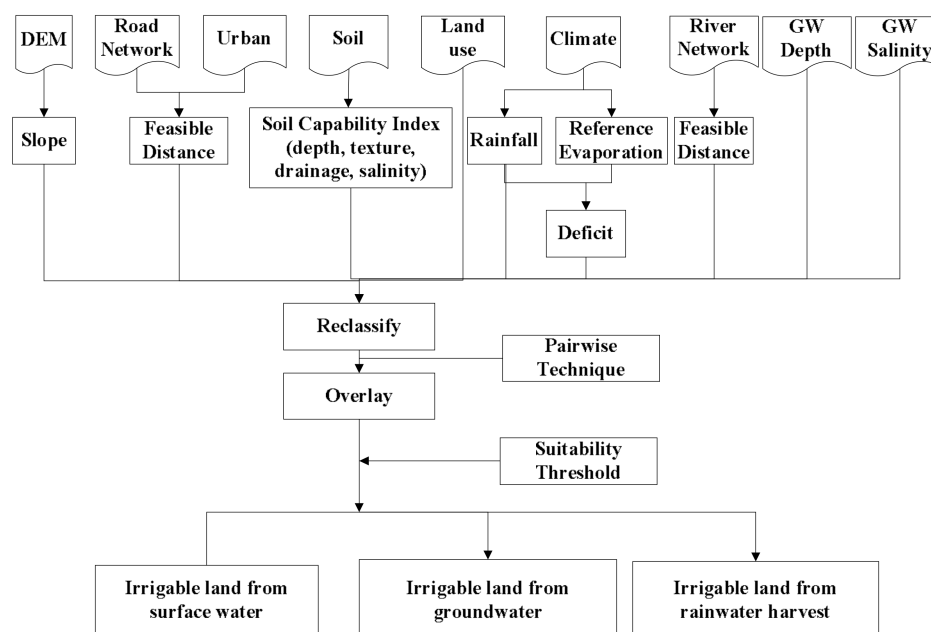 DEM
Road
Network
Urban
Soil
Land
use
Climate
River
Network
GW
Depth
GW
Salinity
Slope
Feasible
Distance
Soil Capability Index
(depth, texture,
drainage, salinity)
Rainfall
Reference
Evaporation
Feasible
Distance
Deficit
Reclassify
Pairwise
Technique
Overlay
Suitability
Threshold
Irrigable land from
surface water
Irrigable land from
groundwater
Irrigable land from
rainwater harvest